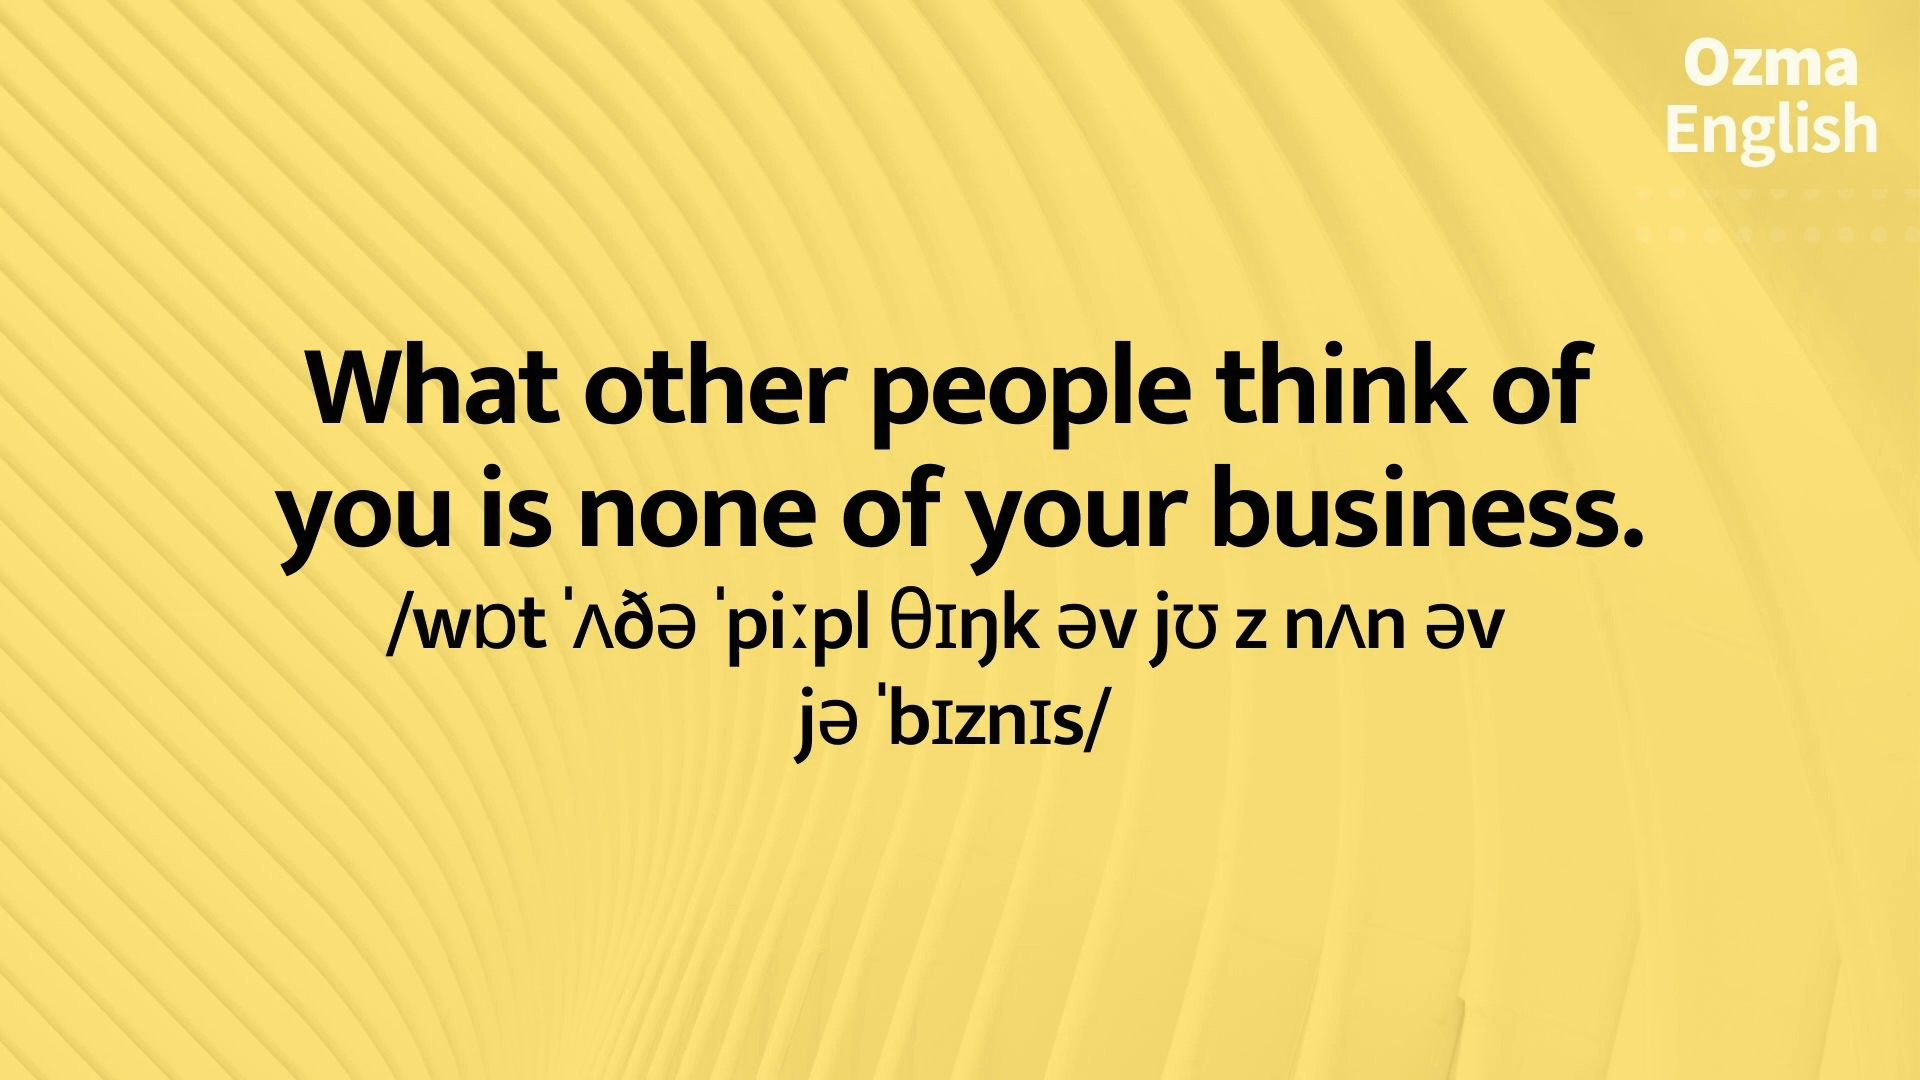 Ozma
English
What other people think of
you is none of your business.
/wɒt ˈʌðə ˈpiːpl θɪŋk əv jʊ z nʌn əv
jə ˈbɪznɪs/